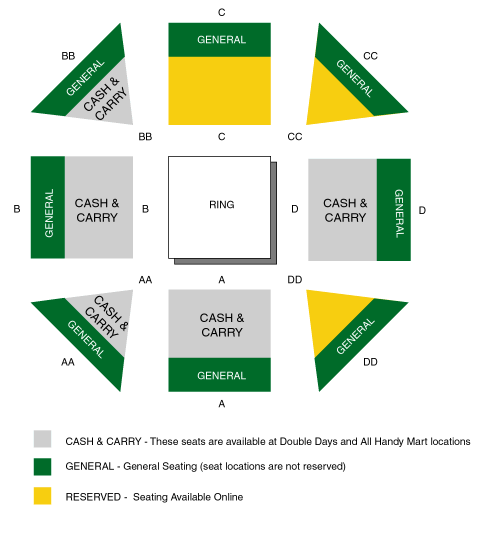 C
GENERAL
BB
GENERAL
CASH &
CARRY
CC
GENERAL
BB
C
CC
B
GENERAL
CASH &
CARRY
B
RING
D
CASH &
CARRY
GENERAL
D
AA
A
DD
CASH &
CARRY
GENERAL
AA
CASH &
CARRY
GENERAL
A
GENERAL
DD
CASH & CARRY - These seats are available at Double Days and All Handy Mart locations
GENERAL - General Seating (seat locations are not reserved)
RESERVED - Seating Available Online